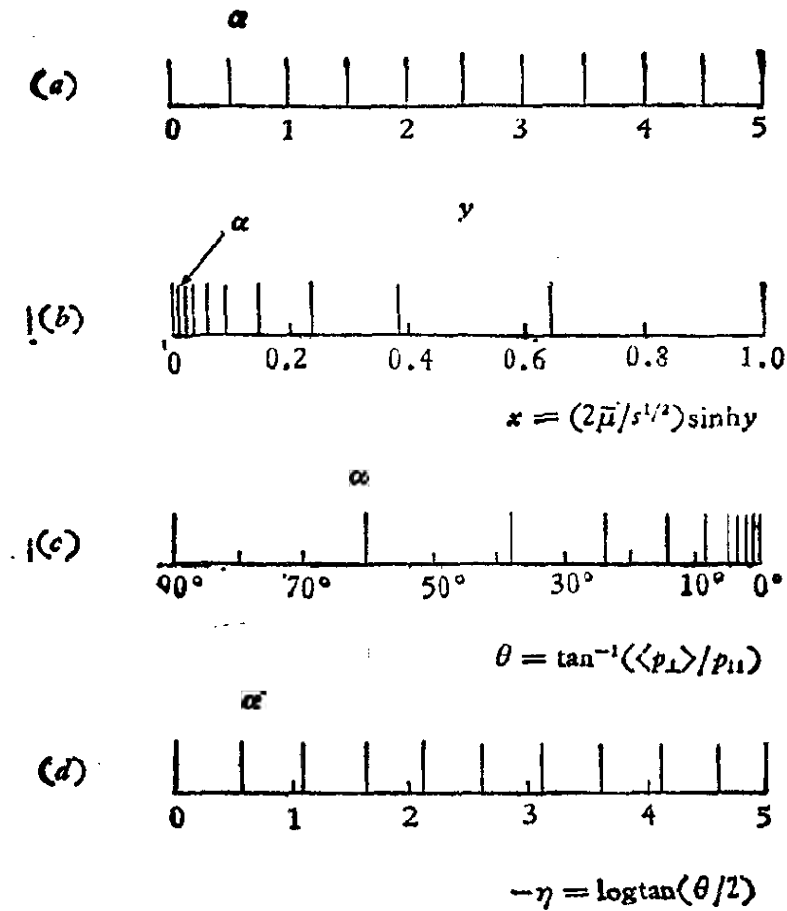 α
(a)
0 1 2 3 4 5
y
α
(b)
0 0.2 0.4 0.6 0.8 1.0
x = (2μ̄/s^{1/2})sinhy
α
(c)
90° 70° 50° 30° 10° 0°
θ = tan⁻¹(⟨p⊥⟩/p₁₁)
α
(d)
0 1 2 3 4 5
−η = logtan(θ/2)